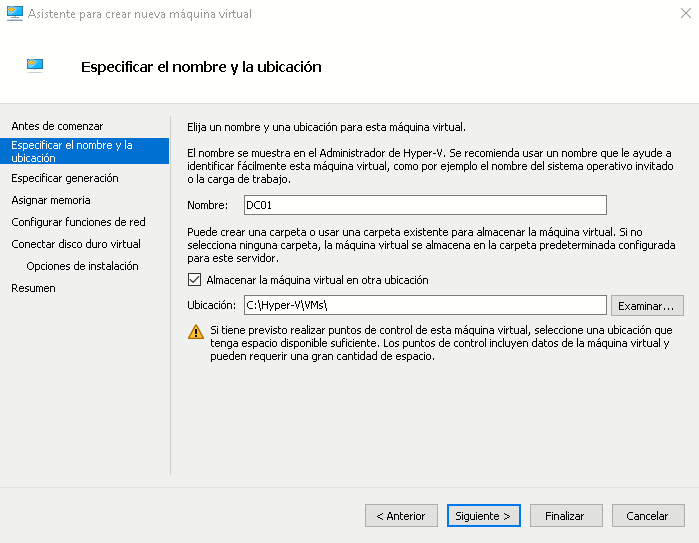 Asistente para crear nueva máquina virtual
Especificar el nombre y la ubicación
Antes de comenzar
Especificar el nombre y la
ubicación
Especificar generación
Asignar memoria
Configurar funciones de red
Conectar disco duro virtual
Opciones de instalación
Resumen
Elija un nombre y una ubicación para esta máquina virtual.
El nombre se muestra en el Administrador de Hyper-V. Se recomienda usar un nombre que le ayude a
identificar fácilmente esta máquina virtual, como por ejemplo el nombre del sistema operativo invitado
o la carga de trabajo.
Nombre: DC01
Puede crear una carpeta o usar una carpeta existente para almacenar la máquina virtual. Si no
selecciona ninguna carpeta, la máquina virtual se almacena en la carpeta predeterminada configurada
para este servidor.
Almacenar la máquina virtual en otra ubicación
Ubicación: C:\Hyper-V\VMs\ Examinar...
Si tiene previsto realizar puntos de control de esta máquina virtual, seleccione una ubicación que
tenga espacio disponible suficiente. Los puntos de control incluyen datos de la máquina virtual y
pueden requerir una gran cantidad de espacio.
< Anterior Siguiente > Finalizar Cancelar